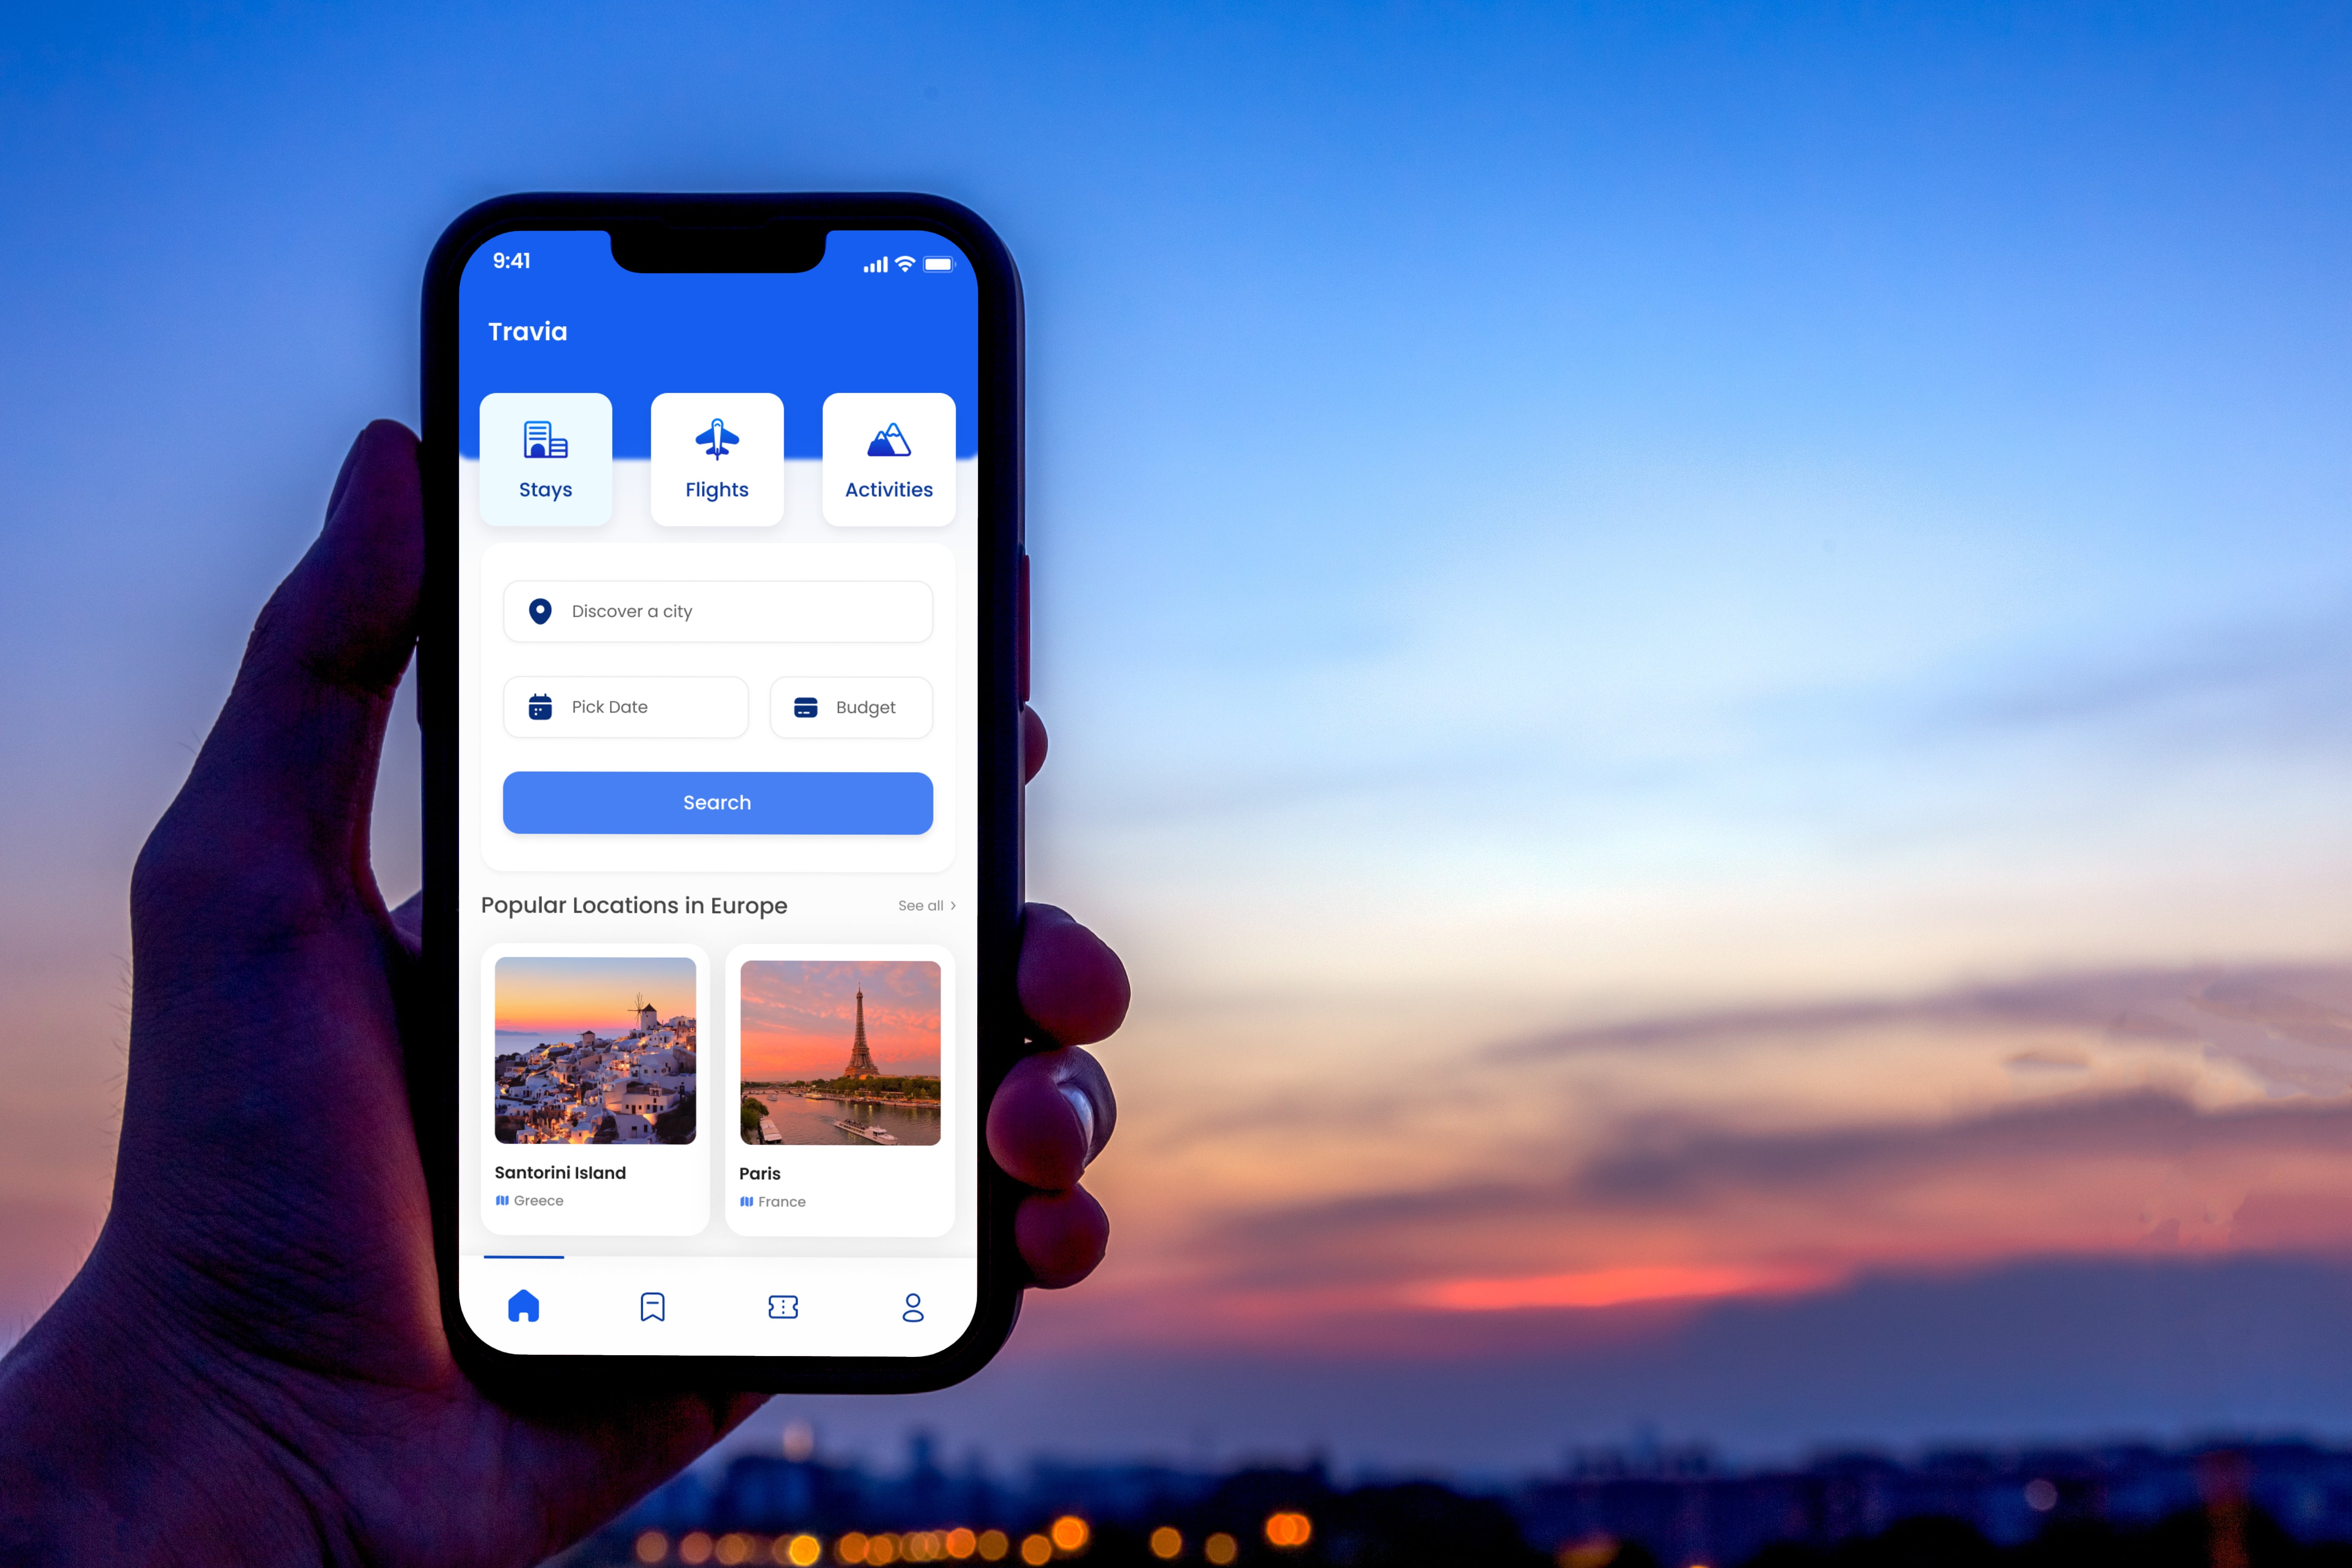 9:41
Travia
Stays Flights Activities
Discover a city
Pick Date Budget
Search
Popular Locations in Europe See all
Santorini Island Paris
Greece France